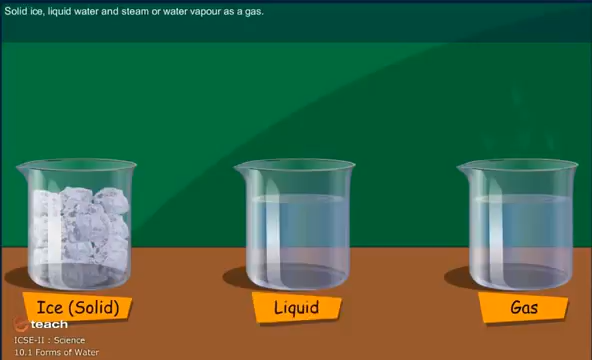 Solid ice, liquid water and steam or water vapour as a gas.
Ice (Solid)
Liquid
Gas
teach
ICSE-II : Science
10.1 Forms of Water